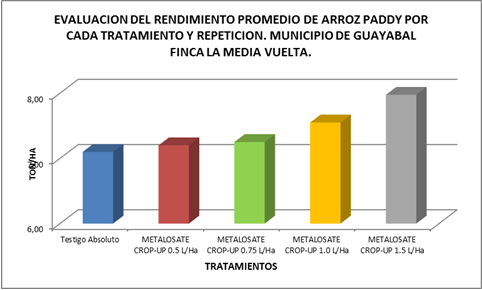 EVALUACION DEL RENDIMIENTO PROMEDIO DE ARROZ PADDY POR
CADA TRATAMIENTO Y REPETICION. MUNICIPIO DE GUAYABAL
FINCA LA MEDIA VUELTA.
8,00
6,00
TON/HA
Testigo Absoluto
METALOSATE
CROP-UP 0.5 L/Ha
METALOSATE
CROP-UP 0.75 L/Ha
METALOSATE
CROP-UP 1.0 L/Ha
METALOSATE
CROP-UP 1.5 L/Ha
TRATAMIENTOS